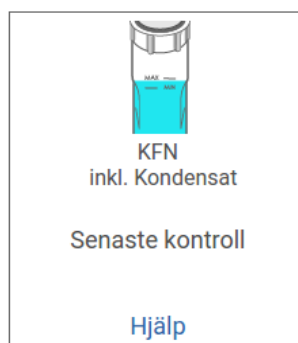 MAX
MIN
KFN
inkl. Kondensat
Senaste kontroll
Hjälp